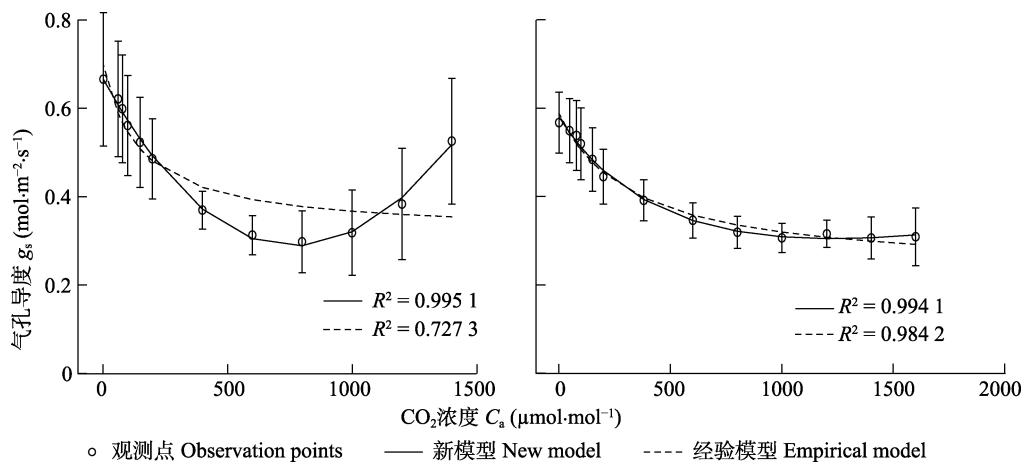 0.8
0.6
0.4
0.2
0
气孔导度 gs (mol·m⁻²·s⁻¹)
R² = 0.995 1
R² = 0.727 3
0 500 1000 1500
R² = 0.994 1
R² = 0.984 2
0 500 1000 1500 2000
CO₂浓度 Cₐ (μmol·mol⁻¹)
观测点 Observation points 新模型 New model 经验模型 Empirical model